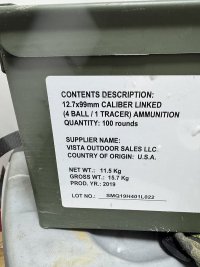 CONTENTS DESCRIPTION:
12.7x99mm CALIBER LINKED
(4 BALL / 1 TRACER) AMMUNITION
QUANTITY: 100 rounds
SUPPLIER NAME:
VISTA OUTDOOR SALES LLC
COUNTRY OF ORIGIN: U.S.A.
NET WT.: 11.5 Kg
GROSS WT.: 15.7 Kg
PROD. YR.: 2019
LOT NO.: SMQ19H401L022